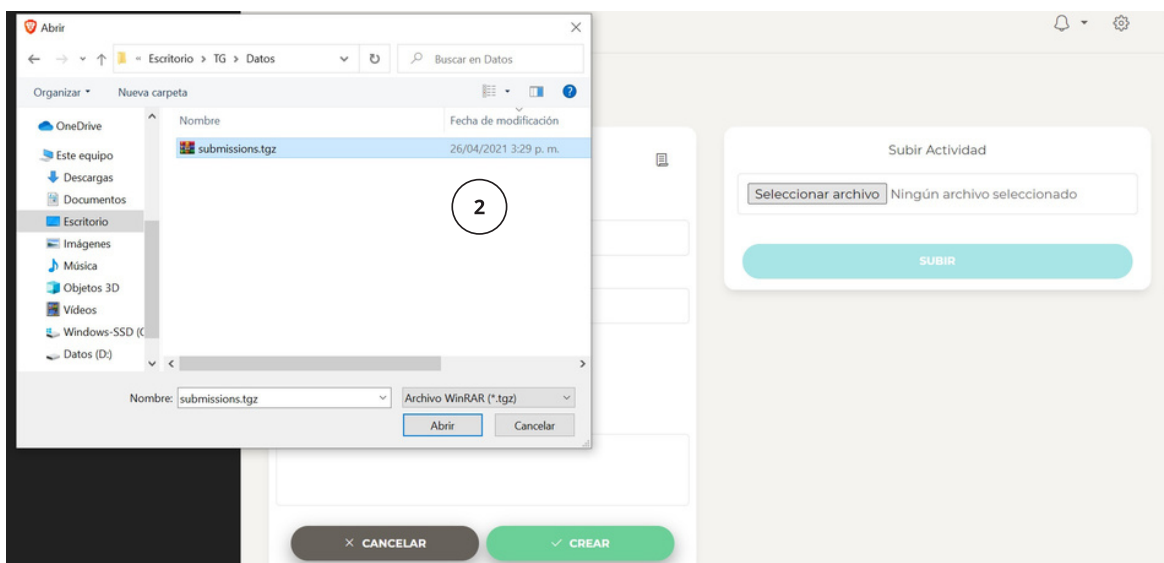 Abrir
« Escritorio > TG > Datos
Buscar en Datos
Organizar
Nueva carpeta
OneDrive
Este equipo
Descargas
Documentos
Escritorio
Imágenes
Música
Objetos 3D
Vídeos
Windows-SSD (C
Datos (D:)
Nombre
Fecha de modificación
submissions.tgz
26/04/2021 3:29 p. m.
2
Nombre: submissions.tgz
Archivo WinRAR (*.tgz)
Abrir
Cancelar
Subir Actividad
Seleccionar archivo Ningún archivo seleccionado
SUBIR
CANCELAR
CREAR